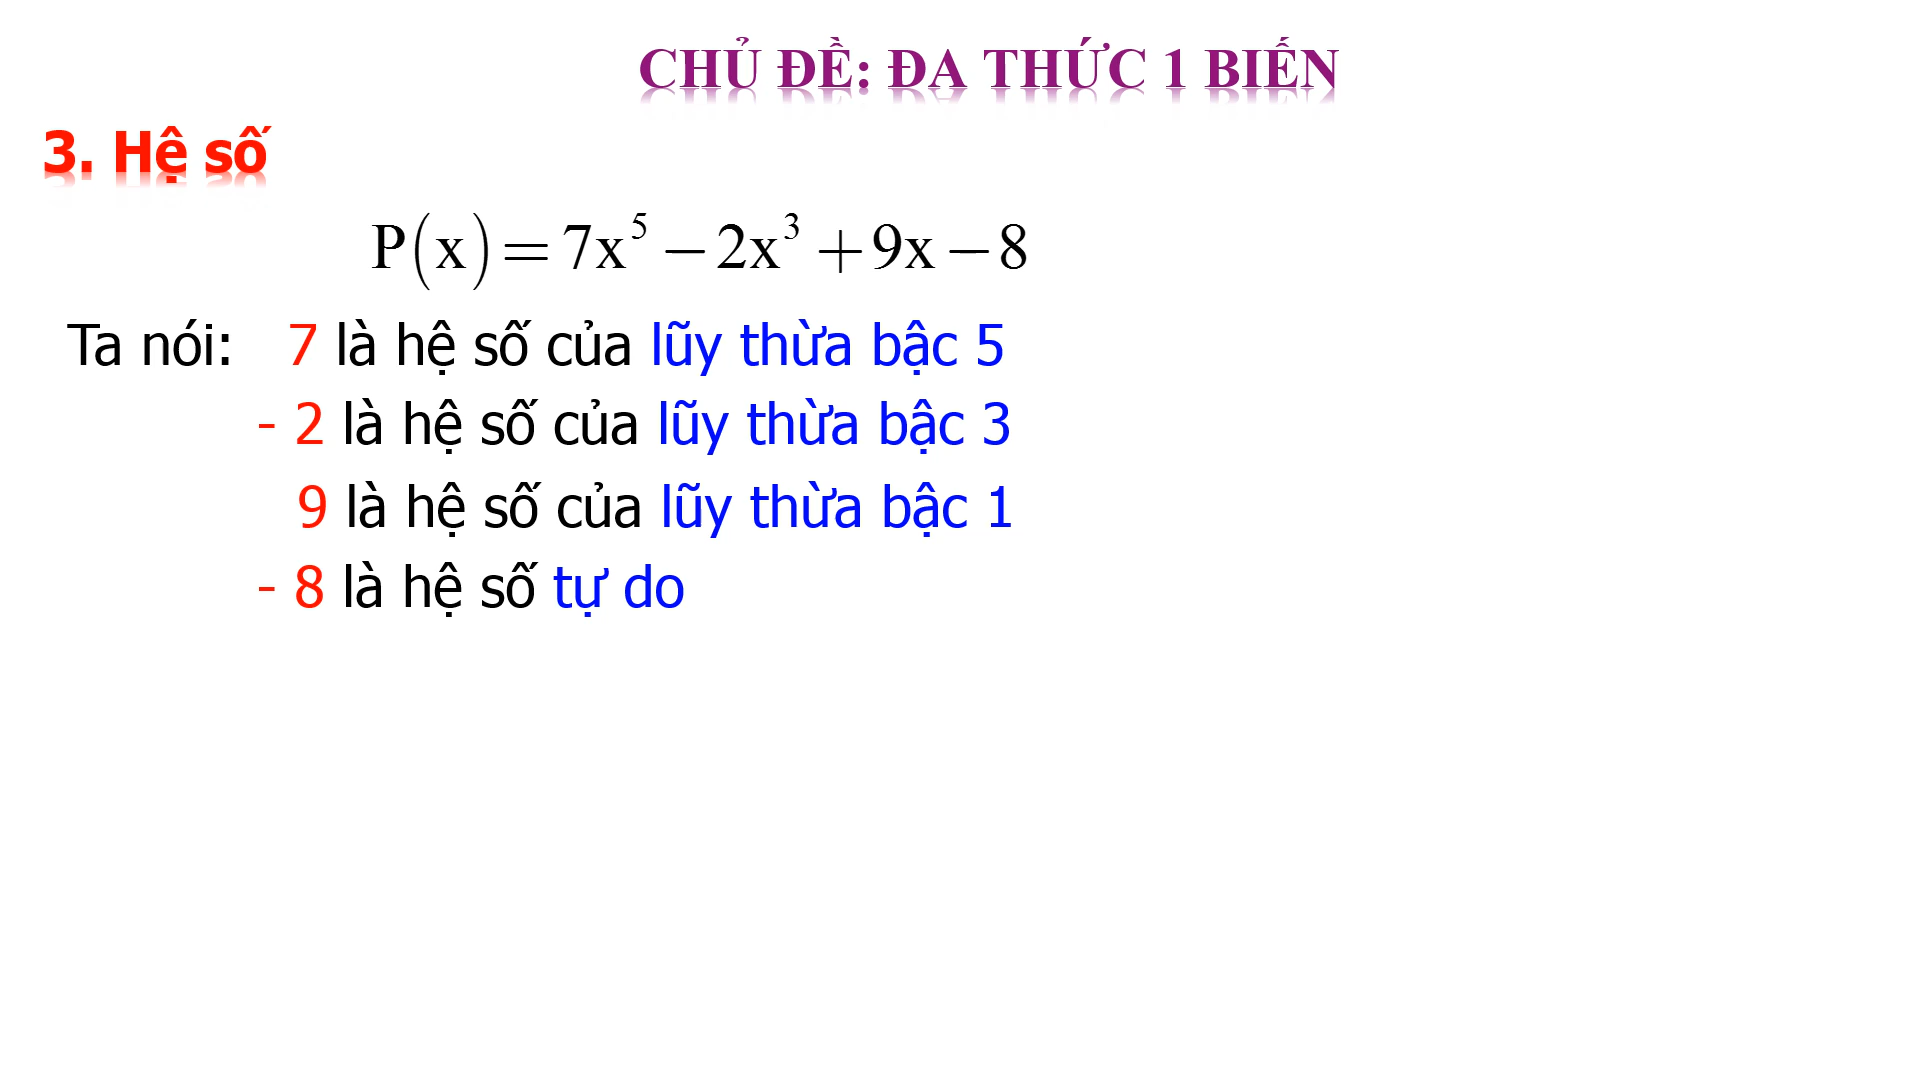 CHỦ ĐỀ: ĐA THỨC 1 BIẾN
3. Hệ số
P(x) = 7x⁵ − 2x³ + 9x − 8
Ta nói: 7 là hệ số của lũy thừa bậc 5
- 2 là hệ số của lũy thừa bậc 3
9 là hệ số của lũy thừa bậc 1
- 8 là hệ số tự do